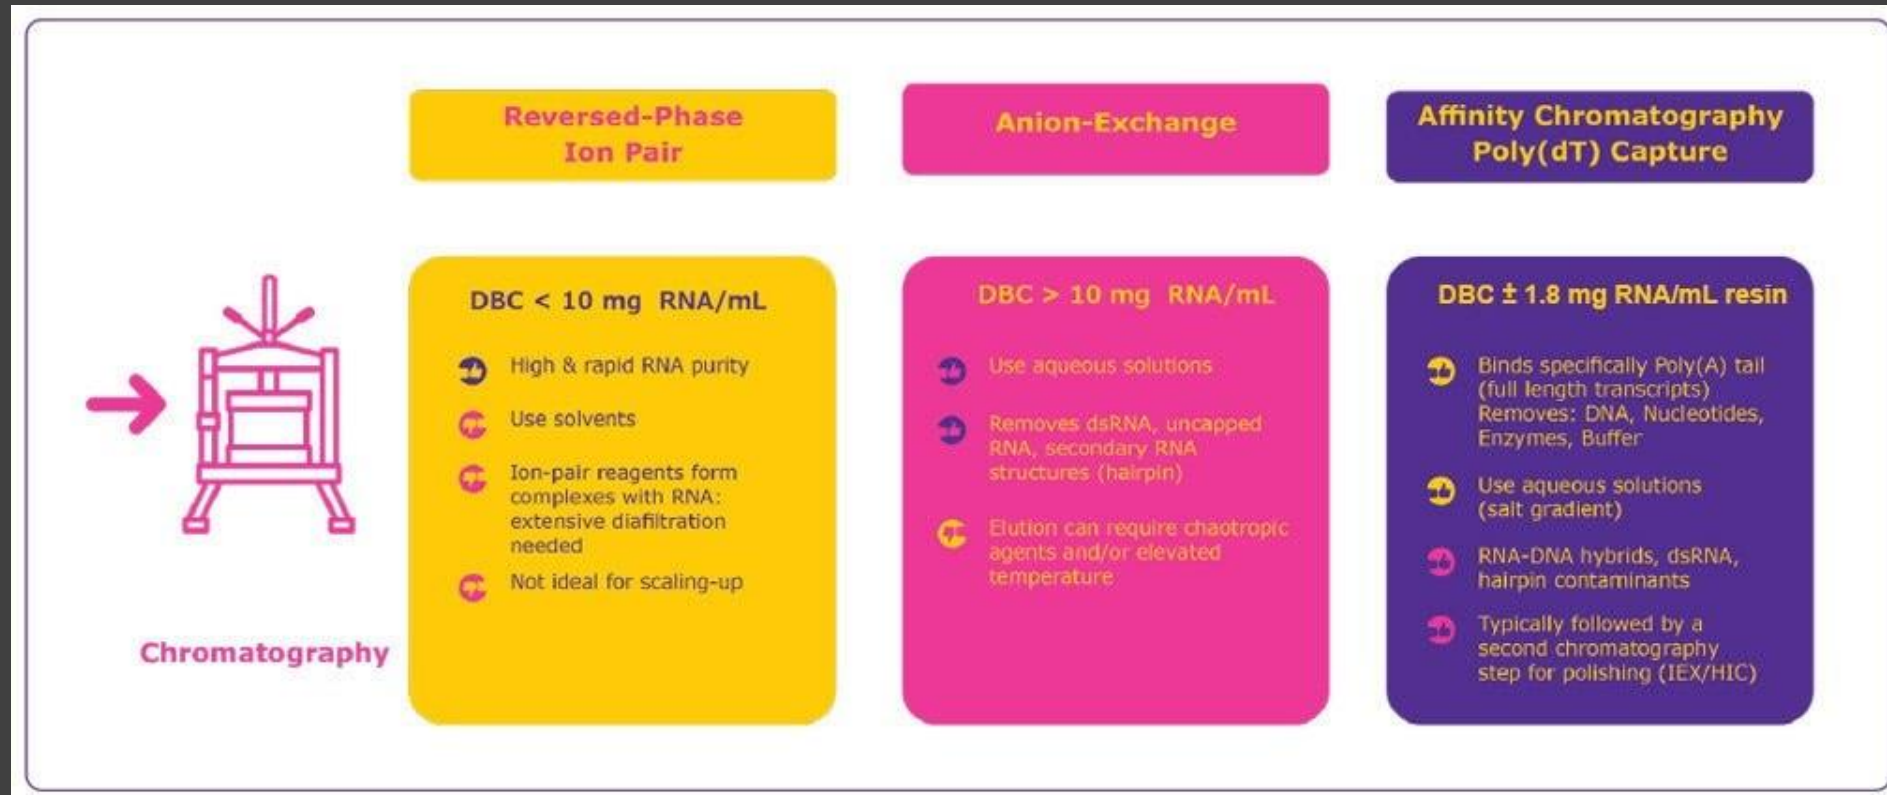 Reversed-Phase
Ion Pair
Anion-Exchange
Affinity Chromatography
Poly(dT) Capture
Chromatography
DBC < 10 mg RNA/mL
High & rapid RNA purity
Use solvents
Ion-pair reagents form
complexes with RNA:
extensive diafiltration
needed
Not ideal for scaling-up
DBC > 10 mg RNA/mL
Use aqueous solutions
Removes dsRNA, uncapped
RNA, secondary RNA
structures (hairpin)
Elution can require chaotropic
agents and/or elevated
temperature
DBC ± 1.8 mg RNA/mL resin
Binds specifically Poly(A) tail
(full length transcripts)
Removes: DNA, Nucleotides,
Enzymes, Buffer
Use aqueous solutions
(salt gradient)
RNA-DNA hybrids, dsRNA,
hairpin contaminants
Typically followed by a
second chromatography
step for polishing (IEX/HIC)